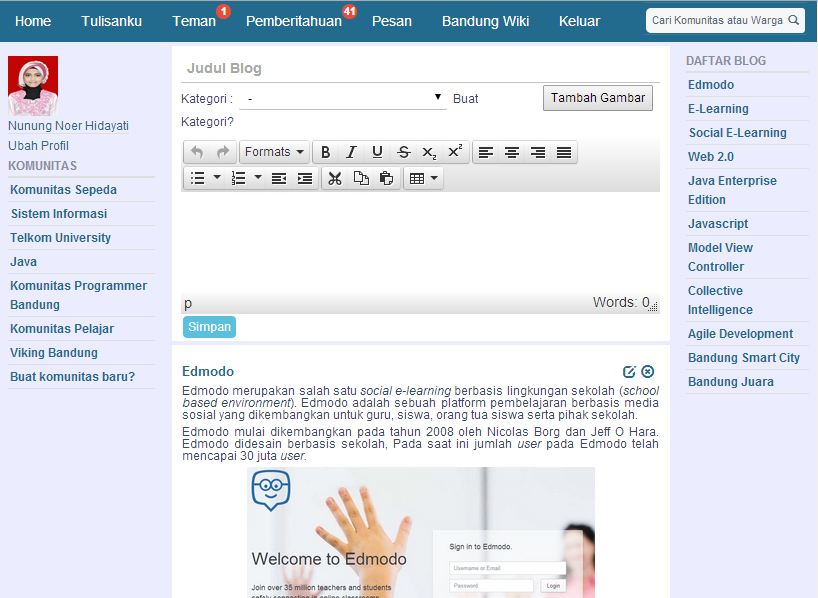 Home Tulisanku Teman 1 Pemberitahuan 41 Pesan Bandung Wiki Keluar Cari Komunitas atau Warga
Nunung Noer Hidayati
Ubah Profil
KOMUNITAS
Komunitas Sepeda
Sistem Informasi
Telkom University
Java
Komunitas Programmer
Bandung
Komunitas Pelajar
Viking Bandung
Buat komunitas baru?
Judul Blog
Kategori : - Buat Tambah Gambar
Kategori?
Formats B I U S x₂ x²
p Words: 0
Simpan
Edmodo
Edmodo merupakan salah satu social e-learning berbasis lingkungan sekolah (school
based environment). Edmodo adalah sebuah platform pembelajaran berbasis media
sosial yang dikembangkan untuk guru, siswa, orang tua siswa serta pihak sekolah.
Edmodo mulai dikembangkan pada tahun 2008 oleh Nicolas Borg dan Jeff O Hara.
Edmodo didesain berbasis sekolah, Pada saat ini jumlah user pada Edmodo telah
mencapai 30 juta user.
Welcome to Edmodo
Join over 35 million teachers and students
safely connecting in online classrooms
Sign in to Edmodo.
Username or Email
Password Login
DAFTAR BLOG
Edmodo
E-Learning
Social E-Learning
Web 2.0
Java Enterprise
Edition
Javascript
Model View
Controller
Collective
Intelligence
Agile Development
Bandung Smart City
Bandung Juara